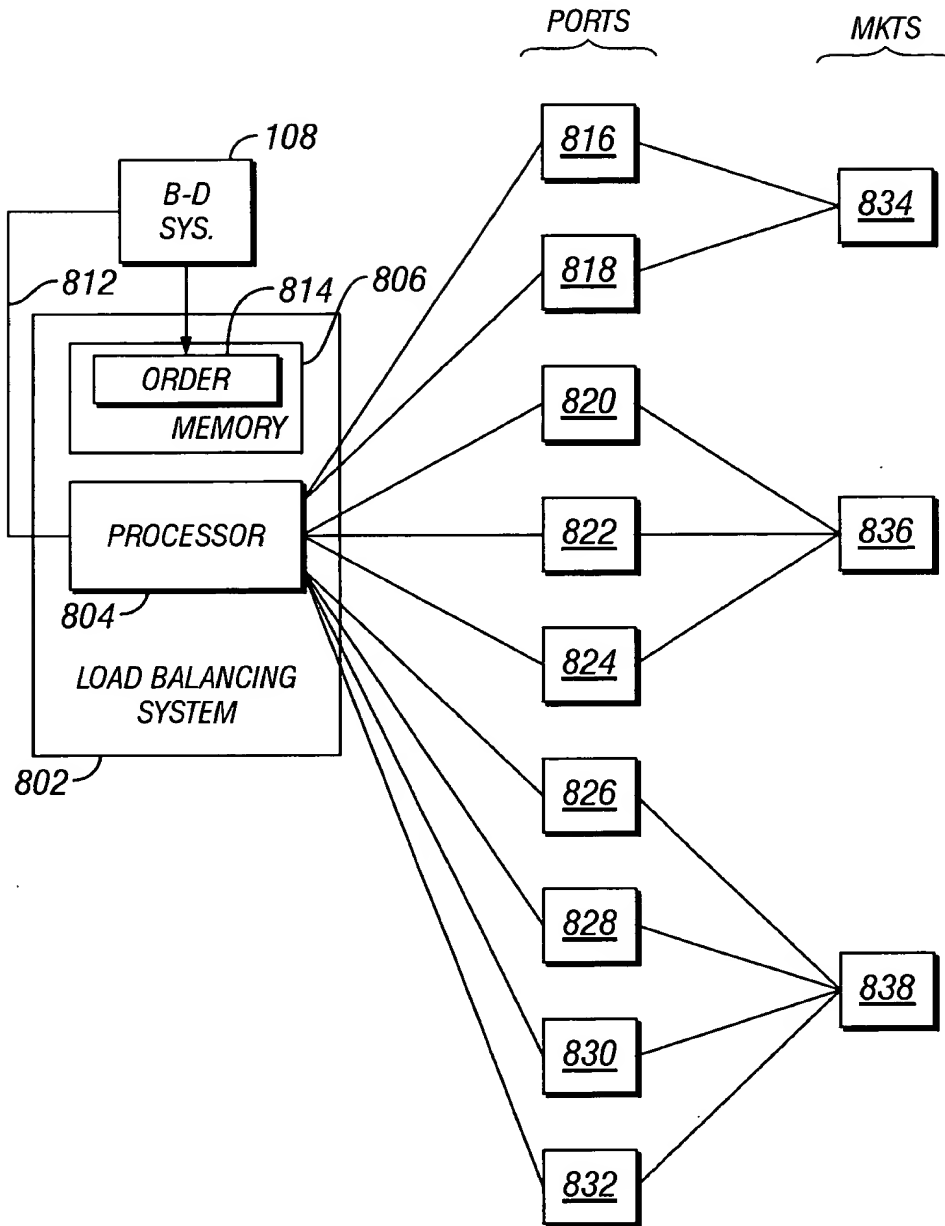 PORTS
MKTS
108
B-D
SYS.
812
814
806
ORDER
MEMORY
PROCESSOR
804
LOAD BALANCING
SYSTEM
802
816
818
820
822
824
826
828
830
832
834
836
838